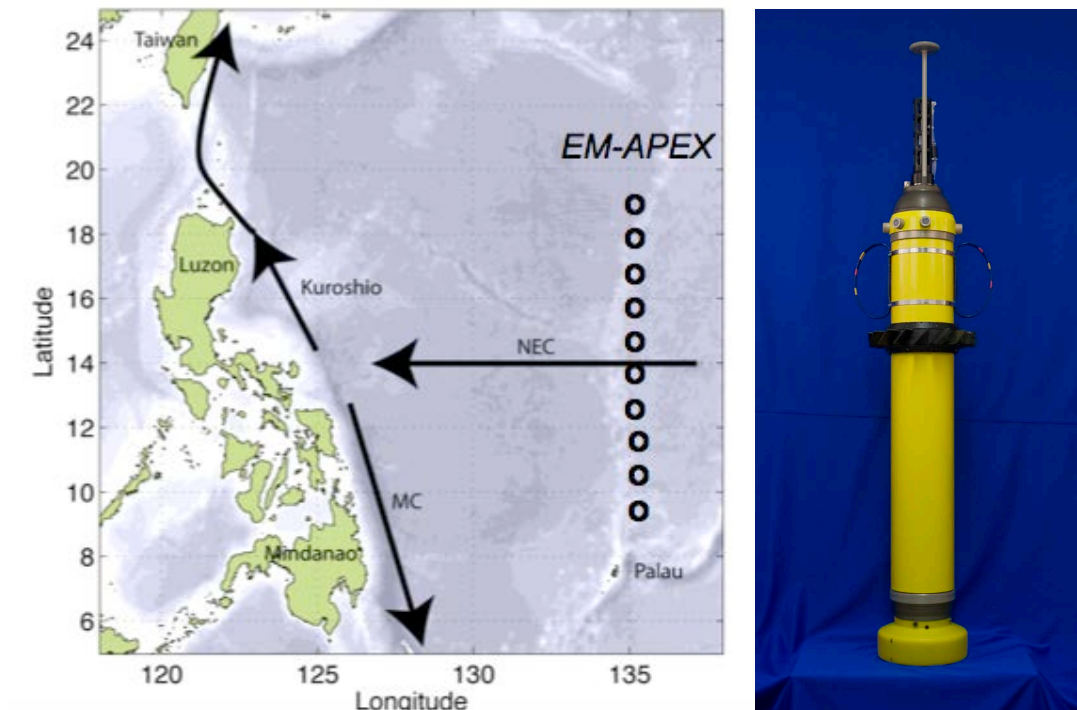 24
Taiwan
22
20
18
16
14
12
10
8
6
Latitude
EM-APEX
Luzon
Kuroshio
NEC
MC
Mindanao
Palau
120
125
130
135
Longitude